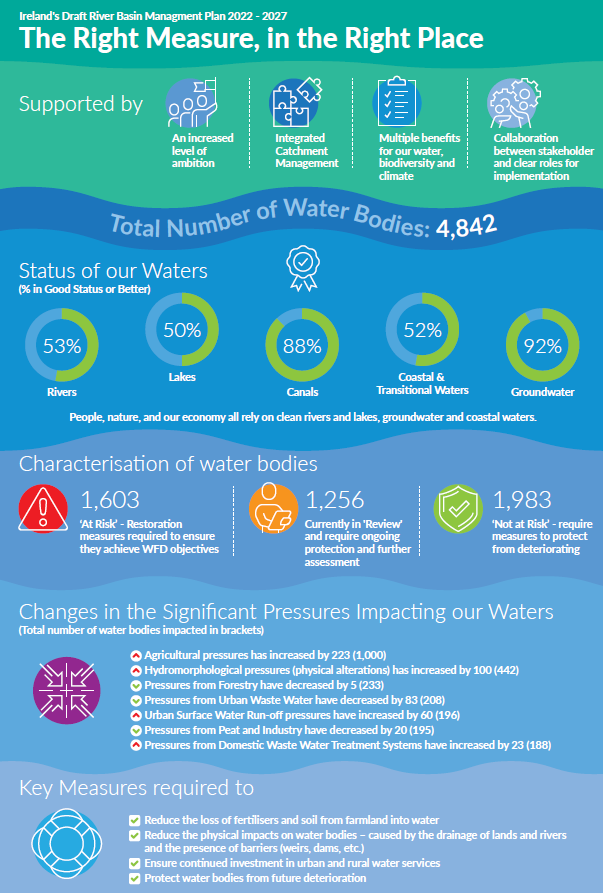 Ireland's Draft River Basin Managment Plan 2022 - 2027
The Right Measure, in the Right Place
Supported by
An increased
level of
ambition
Integrated
Catchment
Management
Multiple benefits
for our water,
biodiversity and
climate
Collaboration
between stakeholder
and clear roles for
implementation
Total Number of Water Bodies: 4,842
Status of our Waters
(% in Good Status or Better)
53%
Rivers
50%
Lakes
88%
Canals
52%
Coastal &
Transitional Waters
92%
Groundwater
People, nature, and our economy all rely on clean rivers and lakes, groundwater and coastal waters.
Characterisation of water bodies
1,603
'At Risk' - Restoration
measures required to ensure
they achieve WFD objectives
1,256
Currently in 'Review'
and require ongoing
protection and further
assessment
1,983
'Not at Risk' - require
measures to protect
from deteriorating
Changes in the Significant Pressures Impacting our Waters
(Total number of water bodies impacted in brackets)
Agricultural pressures has increased by 223 (1,000)
Hydromorphological pressures (physical alterations) has increased by 100 (442)
Pressures from Forestry have decreased by 5 (233)
Pressures from Urban Waste Water have decreased by 83 (208)
Urban Surface Water Run-off pressures have increased by 60 (196)
Pressures from Peat and Industry have decreased by 20 (195)
Pressures from Domestic Waste Water Treatment Systems have increased by 23 (188)
Key Measures required to
Reduce the loss of fertilisers and soil from farmland into water
Reduce the physical impacts on water bodies – caused by the drainage of lands and rivers
and the presence of barriers (weirs, dams, etc.)
Ensure continued investment in urban and rural water services
Protect water bodies from future deterioration